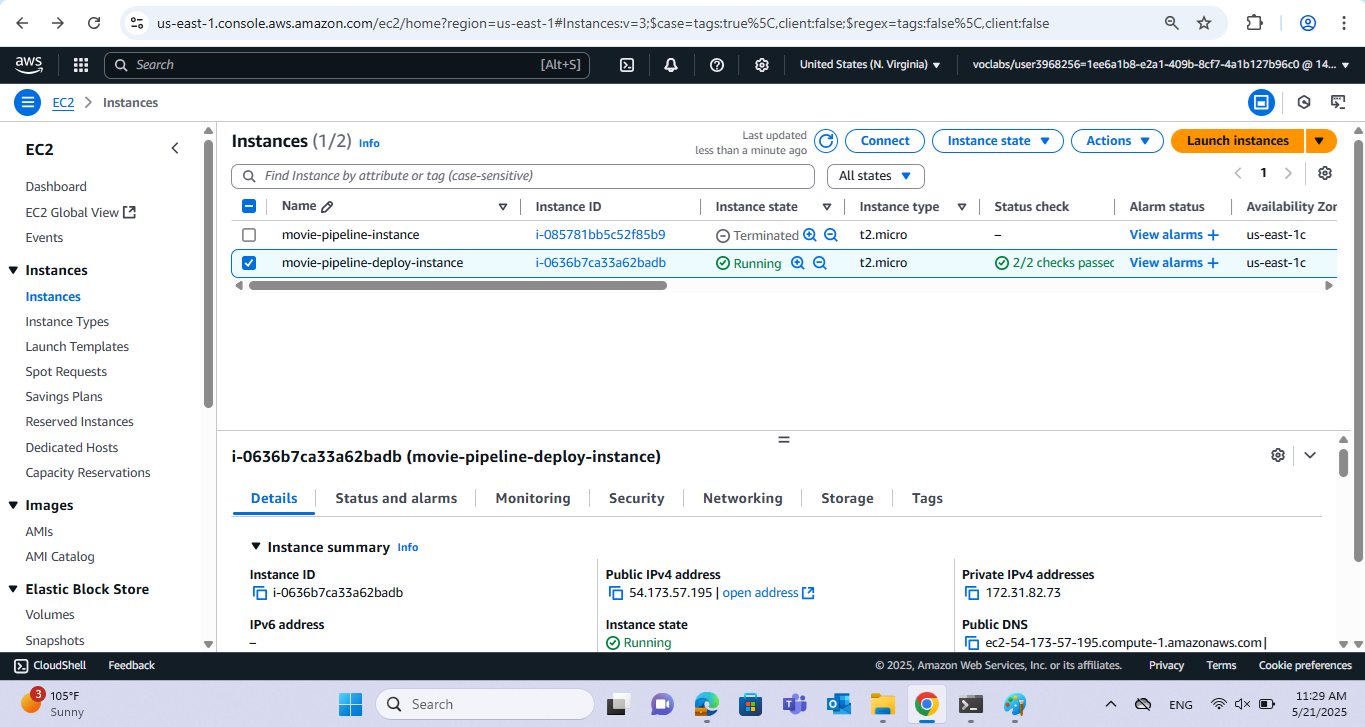 us-east-1.console.aws.amazon.com/ec2/home?region=us-east-1#Instances:v=3;$case=tags:true%5C,client:false;$regex=tags:false%5C,client:false
aws Search [Alt+S] United States (N. Virginia) voclabs/user3968256=1ee6a1b8-e2a1-409b-8cf7-4a1b127b96c0 @ 14...
EC2 Instances
EC2
Dashboard
EC2 Global View
Events
Instances
Instances
Instance Types
Launch Templates
Spot Requests
Savings Plans
Reserved Instances
Dedicated Hosts
Capacity Reservations
Images
AMIs
AMI Catalog
Elastic Block Store
Volumes
Snapshots
Instances (1/2) Info
Last updated
less than a minute ago
Connect Instance state Actions Launch instances
Find Instance by attribute or tag (case-sensitive) All states 1
Name Instance ID Instance state Instance type Status check Alarm status Availability Zon
movie-pipeline-instance i-085781bb5c52f85b9 Terminated t2.micro – View alarms + us-east-1c
movie-pipeline-deploy-instance i-0636b7ca33a62badb Running t2.micro 2/2 checks passec View alarms + us-east-1c
i-0636b7ca33a62badb (movie-pipeline-deploy-instance)
Details Status and alarms Monitoring Security Networking Storage Tags
Instance summary Info
Instance ID
i-0636b7ca33a62badb
IPv6 address
–
Public IPv4 address
54.173.57.195 | open address
Instance state
Running
Private IPv4 addresses
172.31.82.73
Public DNS
ec2-54-173-57-195.compute-1.amazonaws.com |
CloudShell Feedback © 2025, Amazon Web Services, Inc. or its affiliates. Privacy Terms Cookie preferences
3
105°F
Sunny
Search
ENG
11:29 AM
5/21/2025